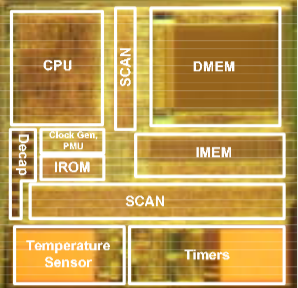 CPU
SCAN
DMEM
Clock Gen,
PMU
IROM
Decap
IMEM
SCAN
Temperature
Sensor
Timers